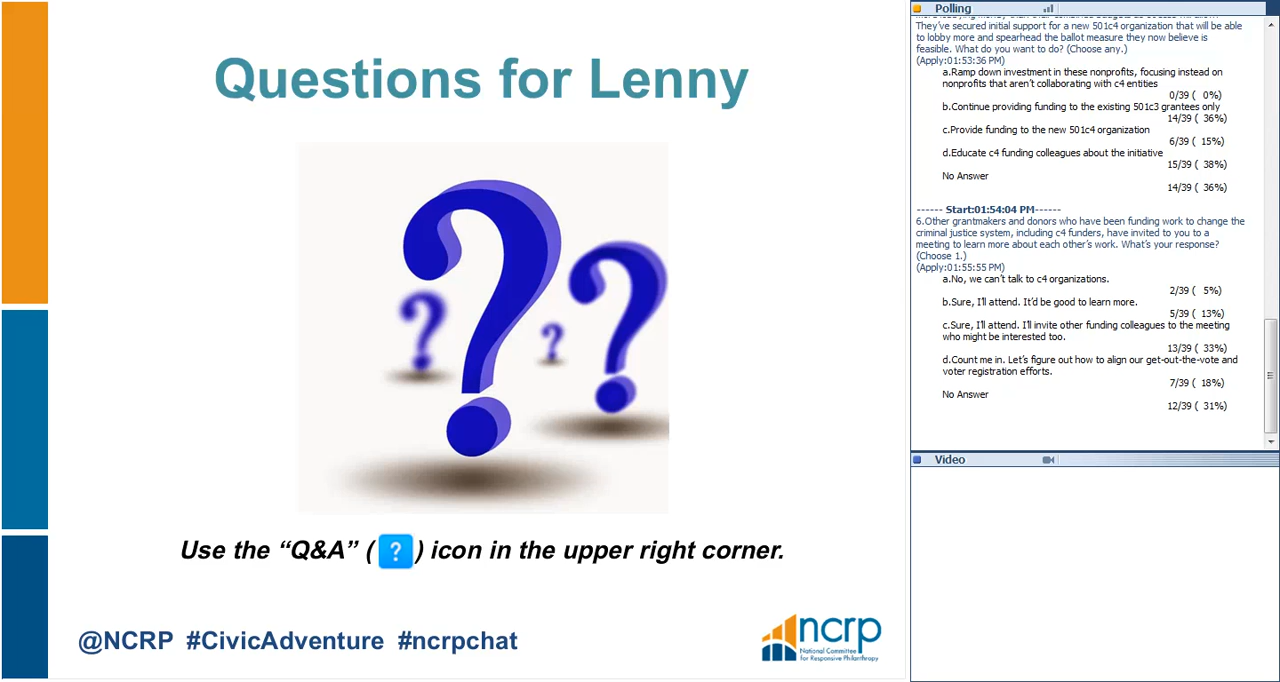 Questions for Lenny
Use the “Q&A” ( ? ) icon in the upper right corner.
@NCRP #CivicAdventure #ncrpchat
ncrp
National Committee
for Responsive Philanthropy
Polling
They've secured initial support for a new 501c4 organization that will be able
to lobby more and spearhead the ballot measure they now believe is
feasible. What do you want to do? (Choose any.)
(Apply:01:53:36 PM)
a.Ramp down investment in these nonprofits, focusing instead on
nonprofits that aren't collaborating with c4 entities
0/39 ( 0%)
b.Continue providing funding to the existing 501c3 grantees only
14/39 ( 36%)
c.Provide funding to the new 501c4 organization
6/39 ( 15%)
d.Educate c4 funding colleagues about the initiative
15/39 ( 38%)
No Answer
14/39 ( 36%)
------ Start:01:54:04 PM------
6.Other grantmakers and donors who have been funding work to change the
criminal justice system, including c4 funders, have invited to you to a
meeting to learn more about each other's work. What's your response?
(Choose 1.)
(Apply:01:55:55 PM)
a.No, we can't talk to c4 organizations.
2/39 ( 5%)
b.Sure, I'll attend. It'd be good to learn more.
5/39 ( 13%)
c.Sure, I'll attend. I'll invite other funding colleagues to the meeting
who might be interested too.
13/39 ( 33%)
d.Count me in. Let's figure out how to align our get-out-the-vote and
voter registration efforts.
7/39 ( 18%)
No Answer
12/39 ( 31%)
Video